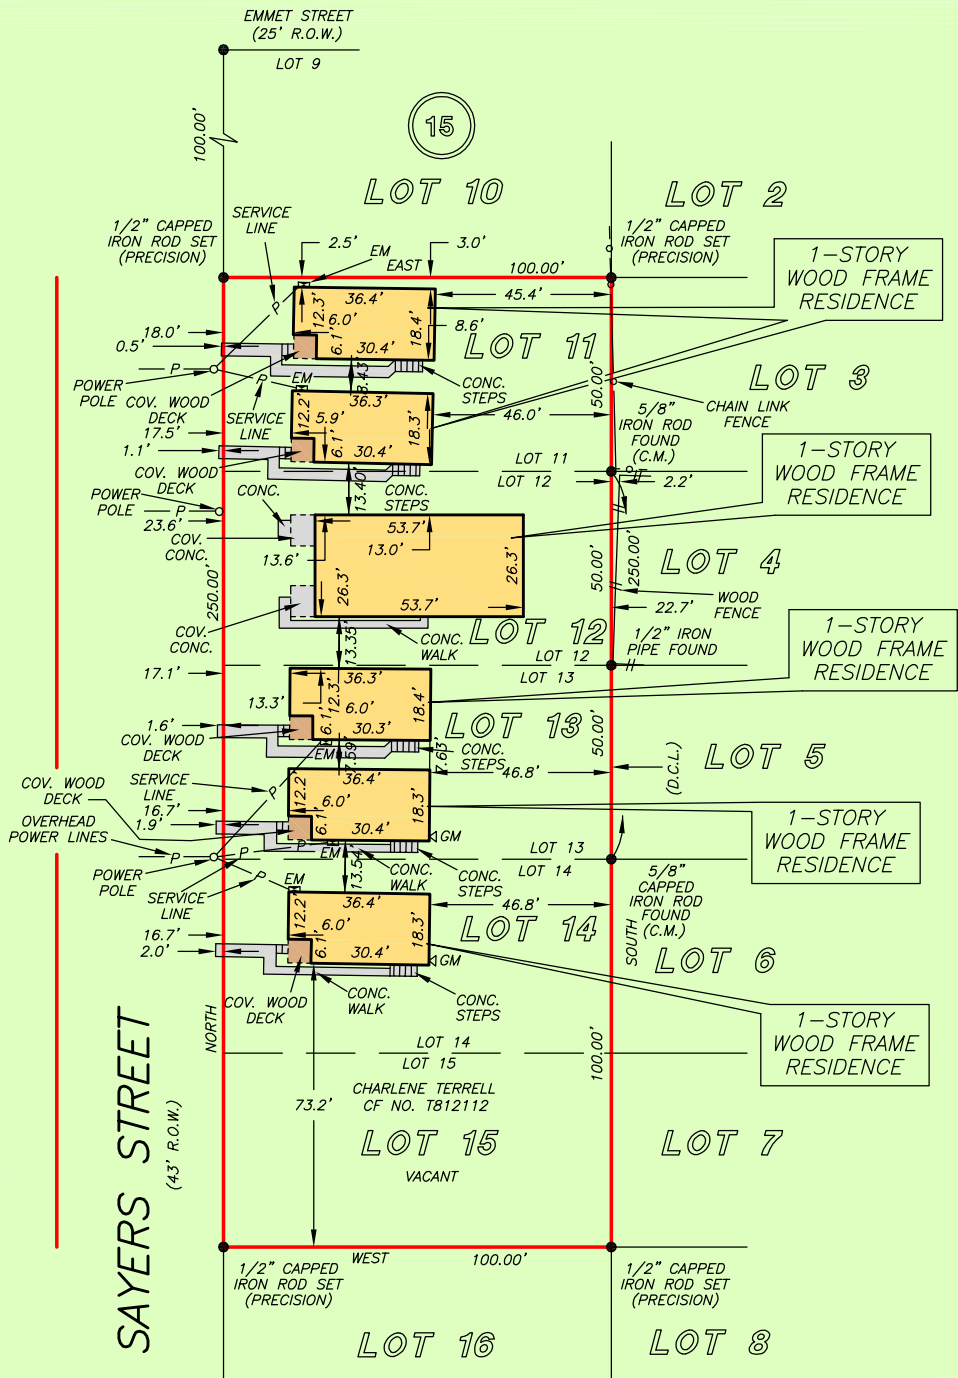 EMMET STREET
(25' R.O.W.)
LOT 9
100.00'
15
LOT 10
LOT 2
SERVICE
LINE
1/2" CAPPED
IRON ROD SET
(PRECISION)
2.5'
EM
EAST
3.0'
100.00'
1/2" CAPPED
IRON ROD SET
(PRECISION)
1-STORY
WOOD FRAME
RESIDENCE
36.4'
45.4'
12.3'
6.0'
18.4'
8.6'
P
18.0'
0.5'
6.1'
30.4'
LOT 11
P
POWER
POLE
COV. WOOD
DECK
P
EM
8.43'
CONC.
STEPS
50.00'
LOT 3
CHAIN LINK
FENCE
SERVICE
LINE
36.3'
12.2'
5.9'
18.3'
46.0'
5/8"
IRON ROD
FOUND
(C.M.)
17.5'
1.1'
6.1'
30.4'
COV. WOOD
DECK
LOT 11
LOT 12
2.2'
1-STORY
WOOD FRAME
RESIDENCE
POWER
POLE
P
CONC.
13.40'
CONC.
STEPS
23.6'
COV.
CONC.
53.7'
13.0'
13.6'
26.3'
26.3'
53.7'
250.00'
50.00'
250.00'
LOT 4
WOOD
FENCE
22.7'
COV.
CONC.
13.35'
CONC.
WALK
LOT 12
1/2" IRON
PIPE FOUND
1-STORY
WOOD FRAME
RESIDENCE
LOT 12
LOT 13
17.1'
36.3'
13.3'
12.3'
6.0'
18.4'
1.6'
6.1'
30.3'
LOT 13
50.00'
COV. WOOD
DECK
EM
7.59'
7.63'
CONC.
STEPS
(D.C.L.)
LOT 5
COV. WOOD
DECK
SERVICE
LINE
P
12.2'
36.4'
46.8'
16.7'
6.0'
18.3'
1.9'
6.1'
30.4'
GM
1-STORY
WOOD FRAME
RESIDENCE
OVERHEAD
POWER LINES
P
P
P
EM
13.54'
LOT 13
LOT 14
POWER
POLE
P
CONC.
WALK
CONC.
STEPS
SERVICE
LINE
EM
36.4'
46.8'
5/8"
CAPPED
IRON ROD
FOUND
(C.M.)
12.2'
6.0'
18.3'
16.7'
2.0'
6.1'
30.4'
GM
LOT 14
SOUTH
LOT 6
COV. WOOD
DECK
CONC.
WALK
CONC.
STEPS
1-STORY
WOOD FRAME
RESIDENCE
NORTH
LOT 14
LOT 15
100.00'
CHARLENE TERRELL
CF NO. T812112
73.2'
LOT 15
LOT 7
VACANT
SAYERS STREET
(43' R.O.W.)
WEST
100.00'
1/2" CAPPED
IRON ROD SET
(PRECISION)
1/2" CAPPED
IRON ROD SET
(PRECISION)
LOT 16
LOT 8